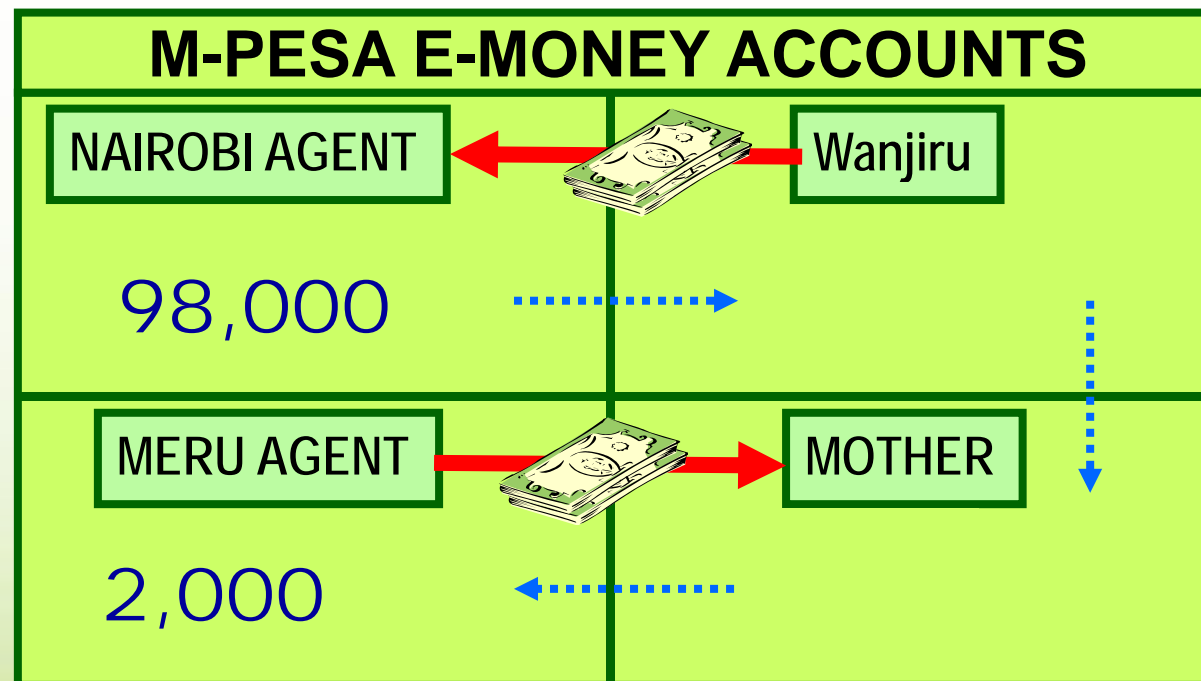 M-PESA E-MONEY ACCOUNTS
NAIROBI AGENT
Wanjiru
98,000
MERU AGENT
MOTHER
2,000